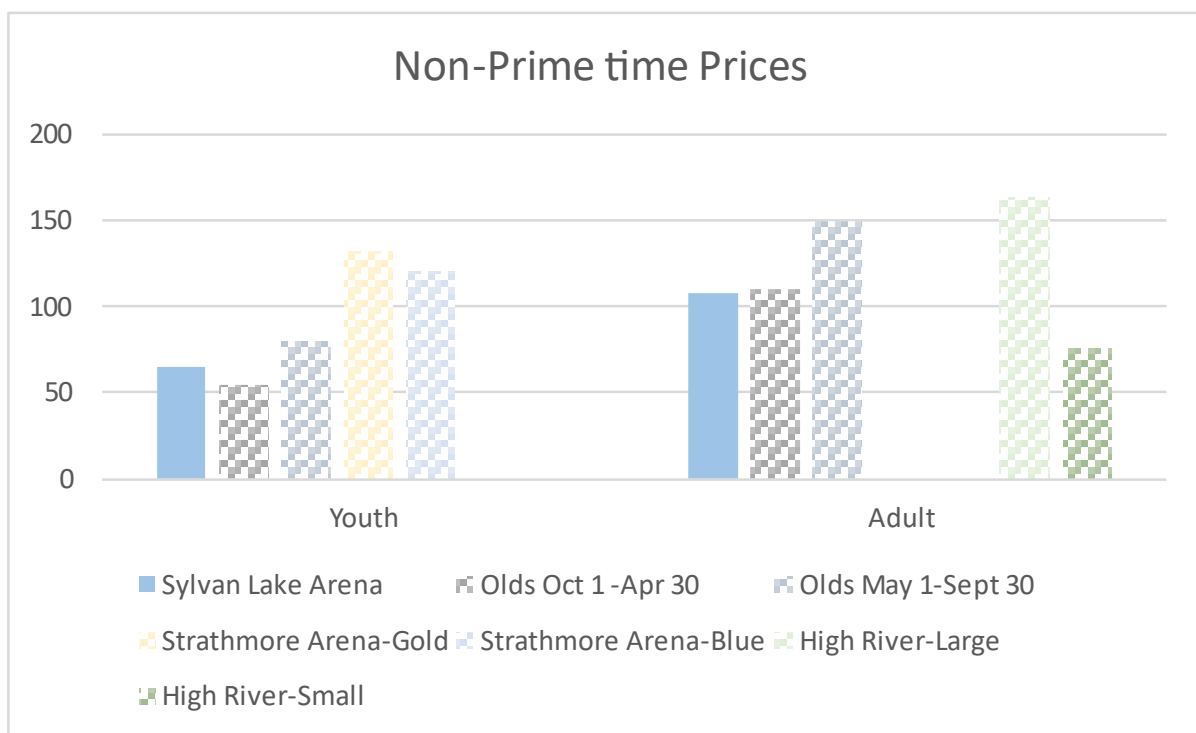 Non-Prime time Prices
200
150
100
50
0
Youth Adult
Sylvan Lake Arena Olds Oct 1 -Apr 30 Olds May 1-Sept 30
Strathmore Arena-Gold Strathmore Arena-Blue High River-Large
High River-Small